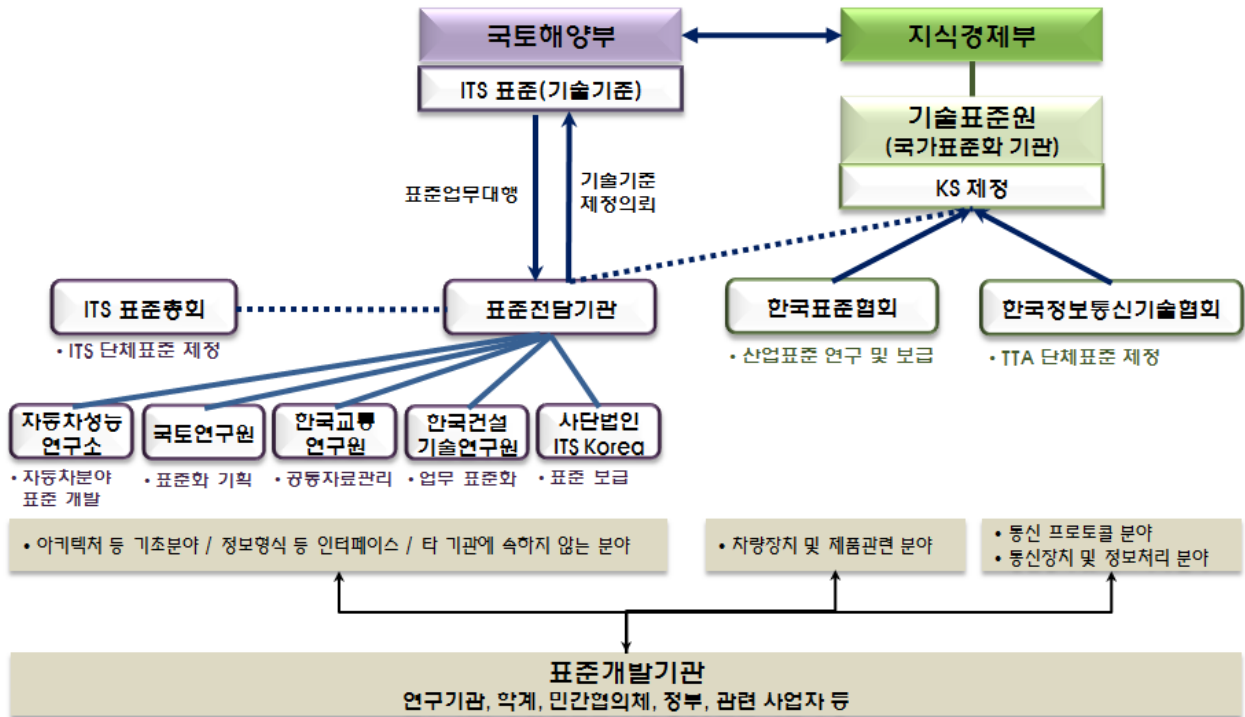 국토해양부
지식경제부
ITS 표준(기술기준)
기술표준원
(국가표준화 기관)
KS 제정
표준업무대행
기술기준
제정의뢰
ITS 표준총회
표준전담기관
한국표준협회
한국정보통신기술협회
• ITS 단체표준 제정
• 산업표준 연구 및 보급
• TTA 단체표준 제정
자동차성능
연구소
국토연구원
한국교통
연구원
한국건설
기술연구원
사단법인
ITS Korea
• 자동차분야
표준 개발
• 표준화 기획
• 공통자료관리
• 업무 표준화
• 표준 보급
• 아키텍처 등 기초분야 / 정보형식 등 인터페이스 / 타 기관에 속하지 않는 분야
• 차량장치 및 제품관련 분야
• 통신 프로토콜 분야
• 통신장치 및 정보처리 분야
표준개발기관
연구기관, 학계, 민간협의체, 정부, 관련 사업자 등